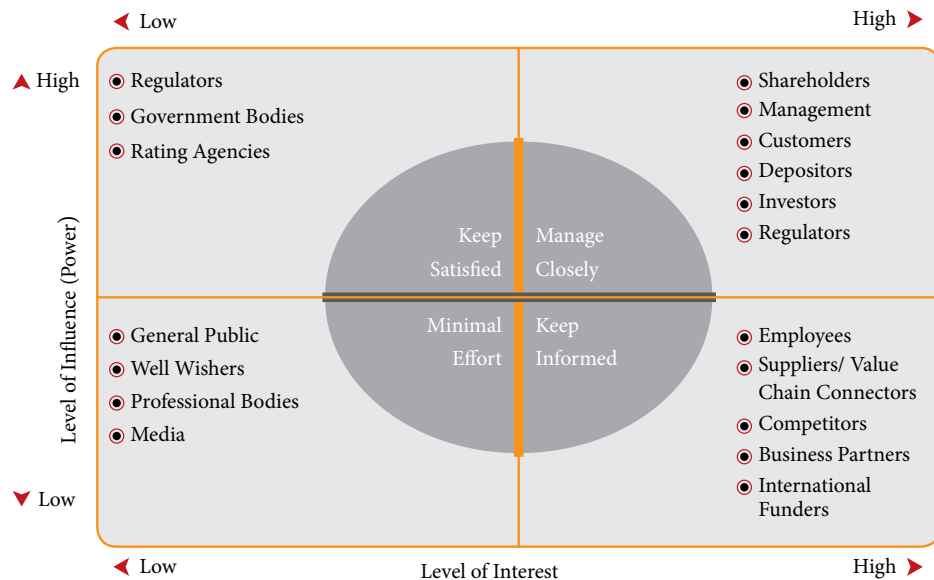 Low
High
High
Regulators
Government Bodies
Rating Agencies
Shareholders
Management
Customers
Depositors
Investors
Regulators
Keep
Satisfied
Manage
Closely
Level of Influence (Power)
Minimal
Effort
Keep
Informed
General Public
Well Wishers
Professional Bodies
Media
Employees
Suppliers/ Value
Chain Connectors
Competitors
Business Partners
International
Funders
Low
Low
Level of Interest
High